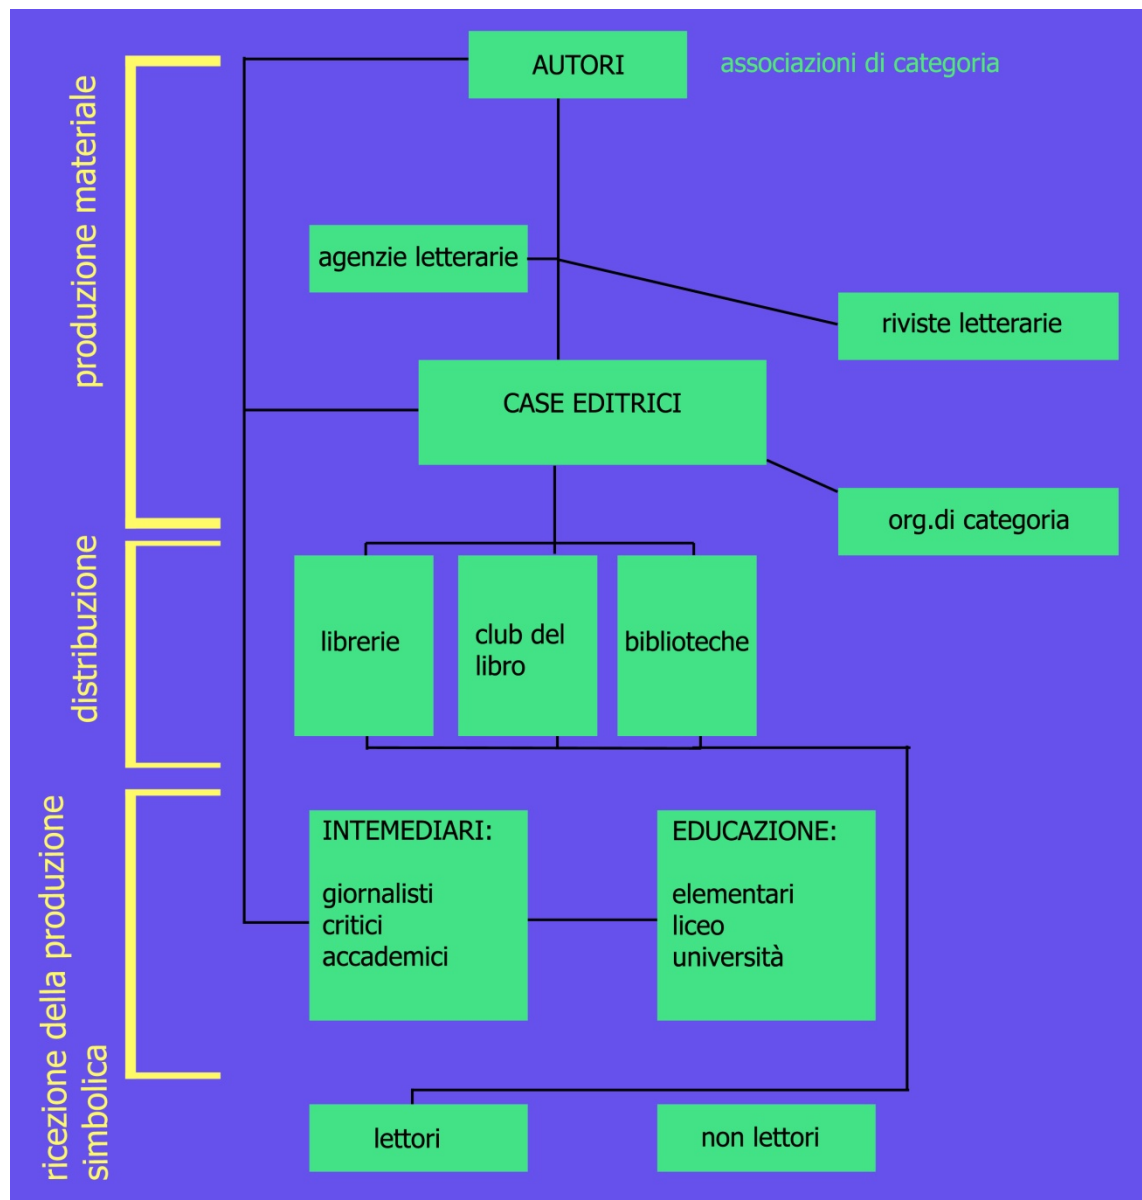 AUTORI
associazioni di categoria
produzione materiale
agenzie letterarie
riviste letterarie
CASE EDITRICI
org.di categoria
distribuzione
librerie
club del
libro
biblioteche
ricezione della produzione
simbolica
INTEMEDIARI:
giornalisti
critici
accademici
EDUCAZIONE:
elementari
liceo
università
lettori
non lettori